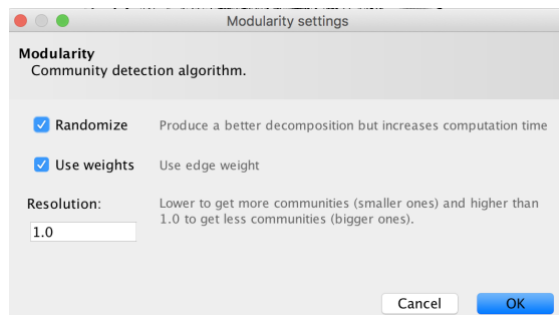 Modularity settings
Modularity
Community detection algorithm.
Randomize Produce a better decomposition but increases computation time
Use weights Use edge weight
Resolution: Lower to get more communities (smaller ones) and higher than
1.0 1.0 to get less communities (bigger ones).
Cancel OK